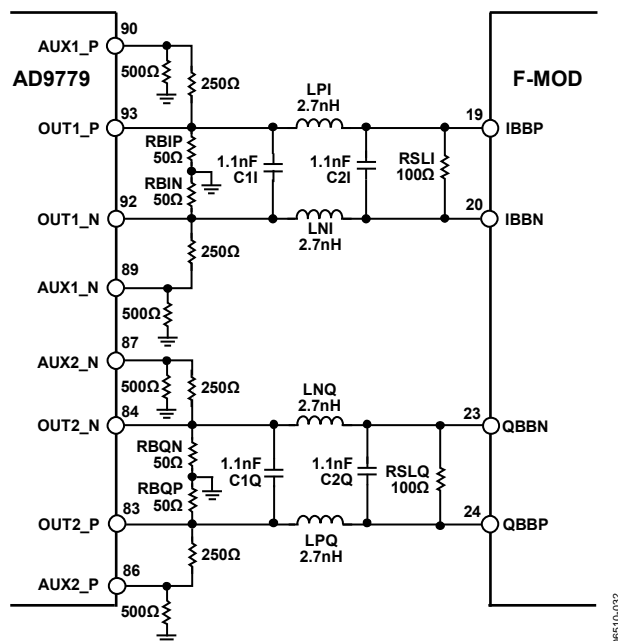 90
AUX1_P
AD9779
500Ω
250Ω
F-MOD
LPI
2.7nH
93
OUT1_P
19
IBBP
RBIP
50Ω
1.1nF
C1I
1.1nF
C2I
RSLI
100Ω
RBIN
50Ω
92
OUT1_N
20
IBBN
LNI
2.7nH
250Ω
89
AUX1_N
500Ω
87
AUX2_N
500Ω
250Ω
LNQ
2.7nH
84
OUT2_N
23
QBBN
RBQN
50Ω
1.1nF
C1Q
1.1nF
C2Q
RSLQ
100Ω
RBQP
50Ω
83
OUT2_P
24
QBBP
LPQ
2.7nH
250Ω
86
AUX2_P
500Ω
06510-032